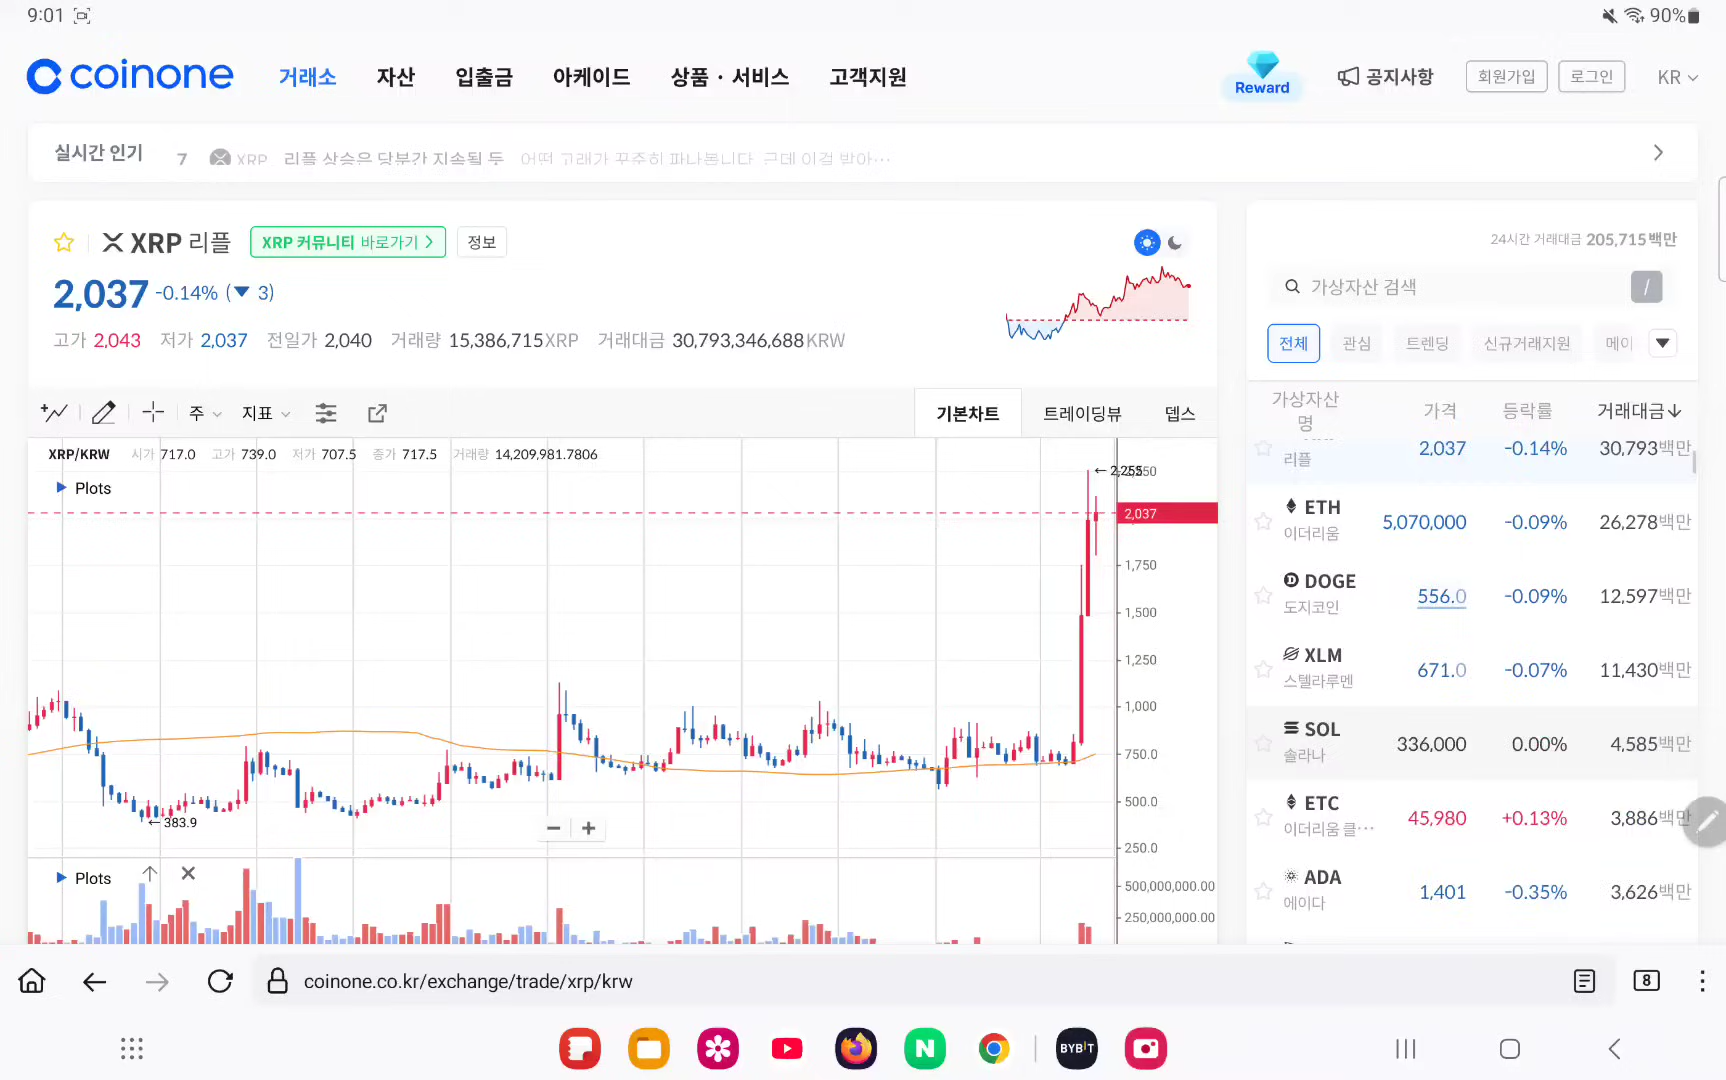 9:01
90%
coinone 거래소 자산 입출금 아케이드 상품 · 서비스 고객지원 Reward 공지사항 회원가입 로그인 KR
실시간 인기 7 XRP 리플 상승은 당분간 지속될 듯
XRP 리플 XRP 커뮤니티 바로가기 정보
2,037 -0.14% (▼ 3)
고가 2,043 저가 2,037 전일가 2,040 거래량 15,386,715XRP 거래대금 30,793,346,688KRW
주 지표 기본차트 트레이딩뷰 뎁스
XRP/KRW 시가 717.0 고가 739.0 저가 707.5 종가 717.5 거래량 14,209,981.7806
Plots
←2,255
2,037
1,750
1,500
1,250
1,000
750.0
500.0
←383.9
250.0
− +
Plots ↑ ✕
500,000,000.00
250,000,000.00
24시간 거래대금 205,715백만
가상자산 검색 /
전체 관심 트렌딩 신규거래지원 메이
가상자산명 가격 등락률 거래대금↓
리플 2,037 -0.14% 30,793백만
ETH 이더리움 5,070,000 -0.09% 26,278백만
DOGE 도지코인 556.0 -0.09% 12,597백만
XLM 스텔라루멘 671.0 -0.07% 11,430백만
SOL 솔라나 336,000 0.00% 4,585백만
ETC 이더리움 클··· 45,980 +0.13% 3,886백만
ADA 에이다 1,401 -0.35% 3,626백만
coinone.co.kr/exchange/trade/xrp/krw 8
N BYBIT